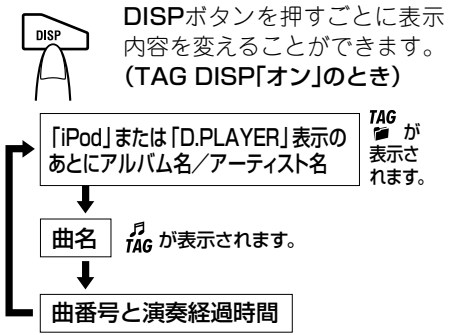 DISP
DISPボタンを押すごとに表示
内容を変えることができます。
(TAG DISP「オン」のとき)
「iPod」または「D.PLAYER」表示の
あとにアルバム名／アーティスト名
TAG
が
表示さ
れます。
曲名
TAG が表示されます。
曲番号と演奏経過時間